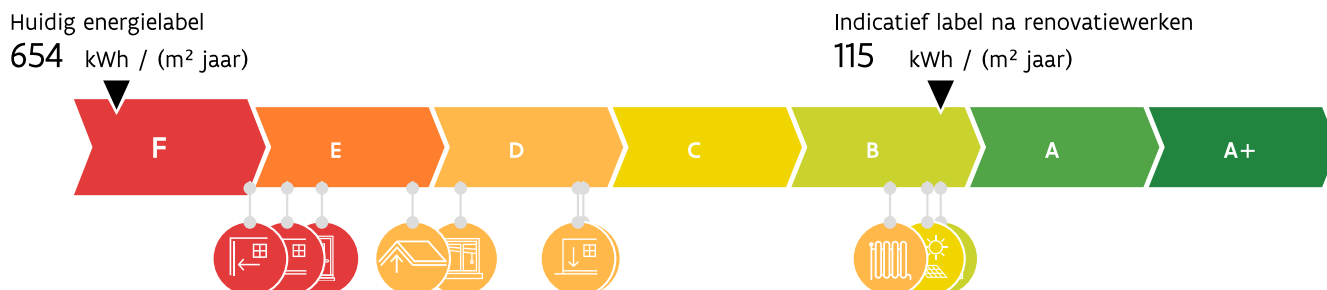 Huidig energielabel
654 kWh / (m² jaar)
Indicatief label na renovatiewerken
115 kWh / (m² jaar)
F E D C B A A+